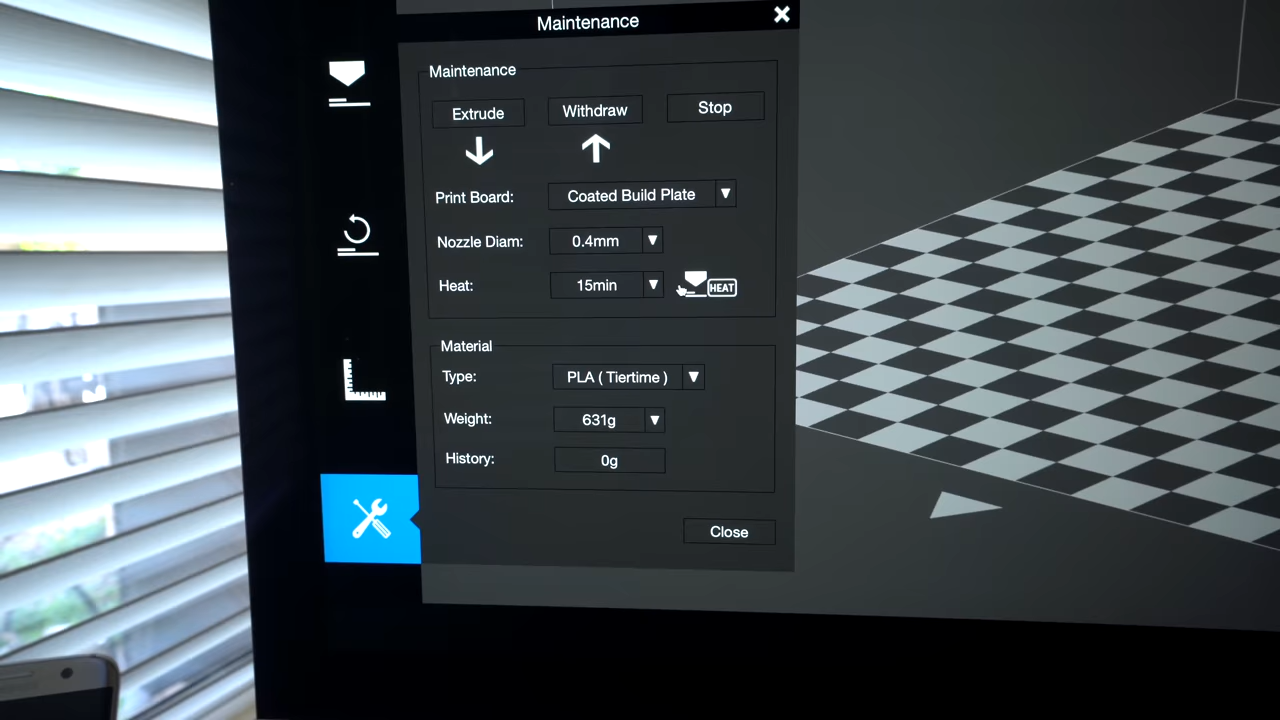 Maintenance
Maintenance
Extrude Withdraw Stop
Print Board: Coated Build Plate
Nozzle Diam: 0.4mm
Heat: 15min HEAT
Material
Type: PLA ( Tiertime )
Weight: 631g
History: 0g
Close